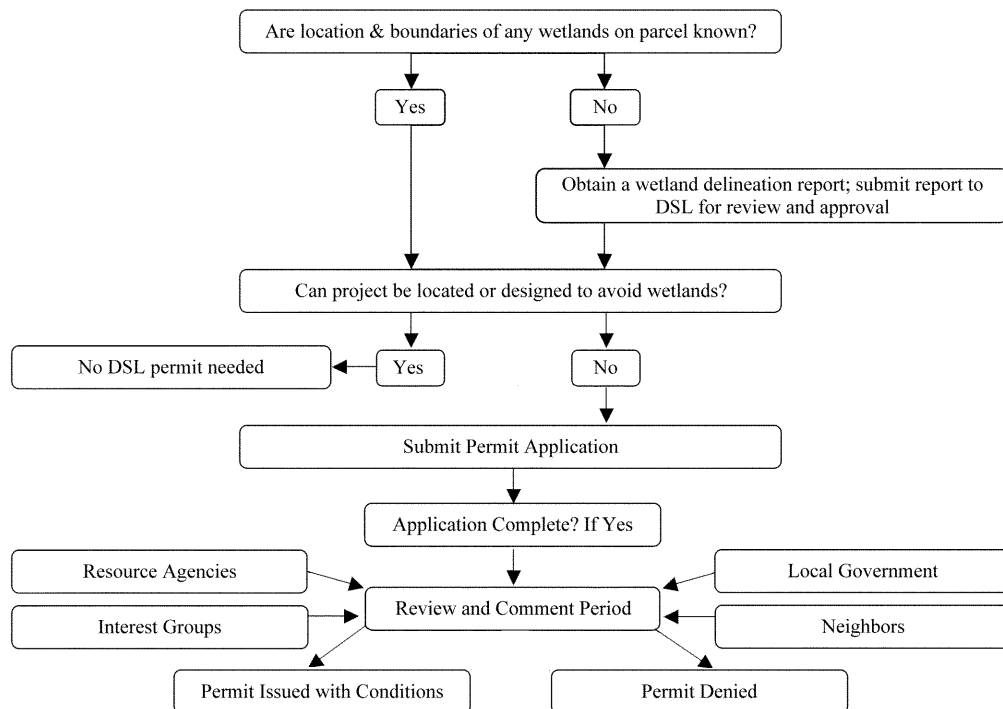 Are location & boundaries of any wetlands on parcel known?
Yes
No
Obtain a wetland delineation report; submit report to
DSL for review and approval
Can project be located or designed to avoid wetlands?
No DSL permit needed
Yes
No
Submit Permit Application
Application Complete? If Yes
Resource Agencies
Local Government
Review and Comment Period
Interest Groups
Neighbors
Permit Issued with Conditions
Permit Denied